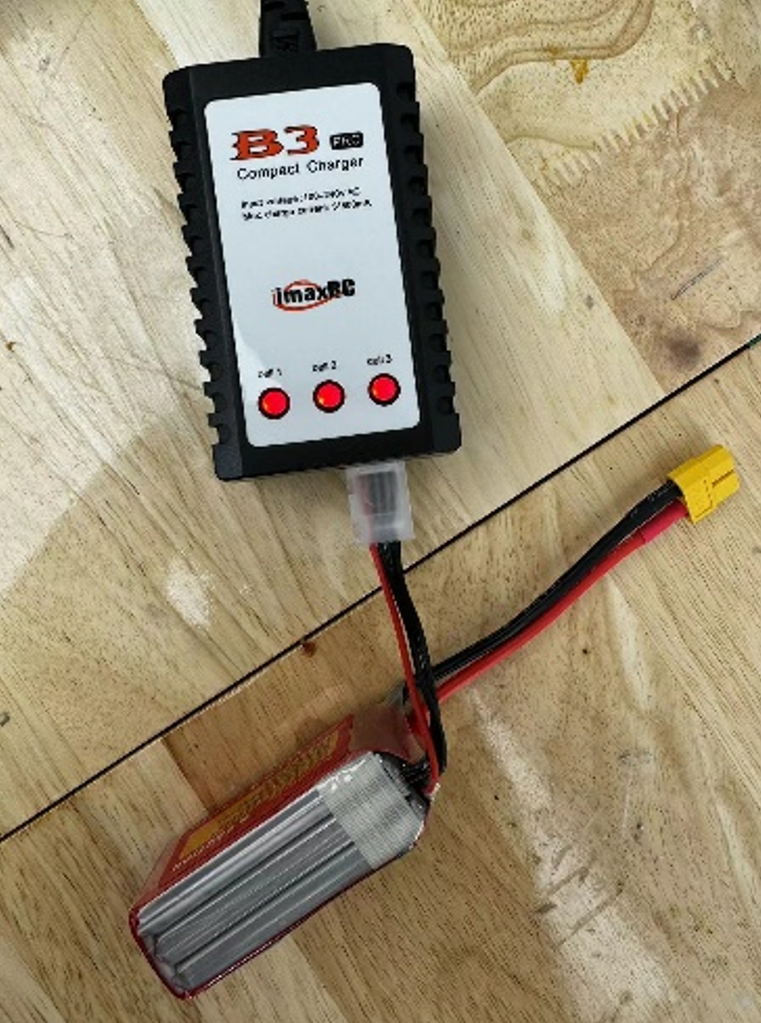 B3 PRO
Compact Charger
Input voltage: 100-240V AC
Max charge current:
imaxRC
Cell 1 Cell 2 Cell 3